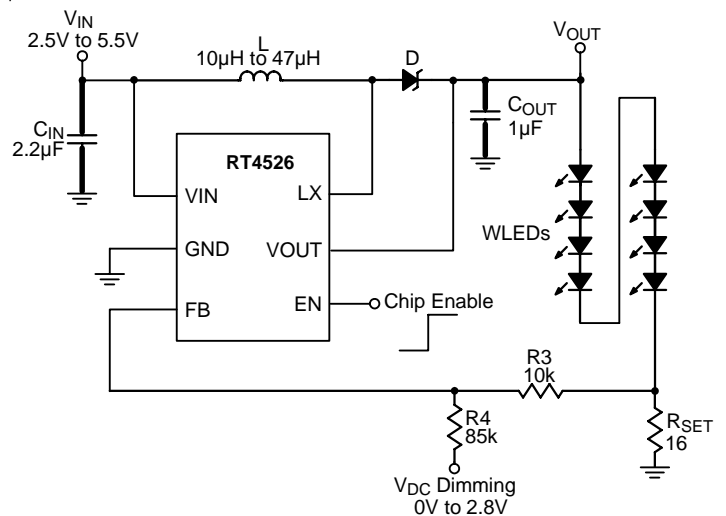 VIN
2.5V to 5.5V
L
10μH to 47μH
D
VOUT
CIN
2.2μF
COUT
1μF
RT4526
VIN
LX
GND
VOUT
WLEDs
FB
EN
Chip Enable
R3
10k
R4
85k
RSET
16
VDC Dimming
0V to 2.8V